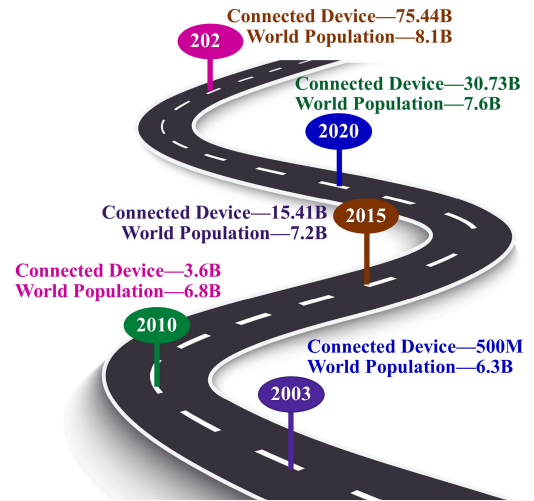 Connected Device—75.44B
World Population—8.1B
202
Connected Device—30.73B
World Population—7.6B
2020
Connected Device—15.41B
World Population—7.2B
2015
Connected Device—3.6B
World Population—6.8B
2010
Connected Device—500M
World Population—6.3B
2003